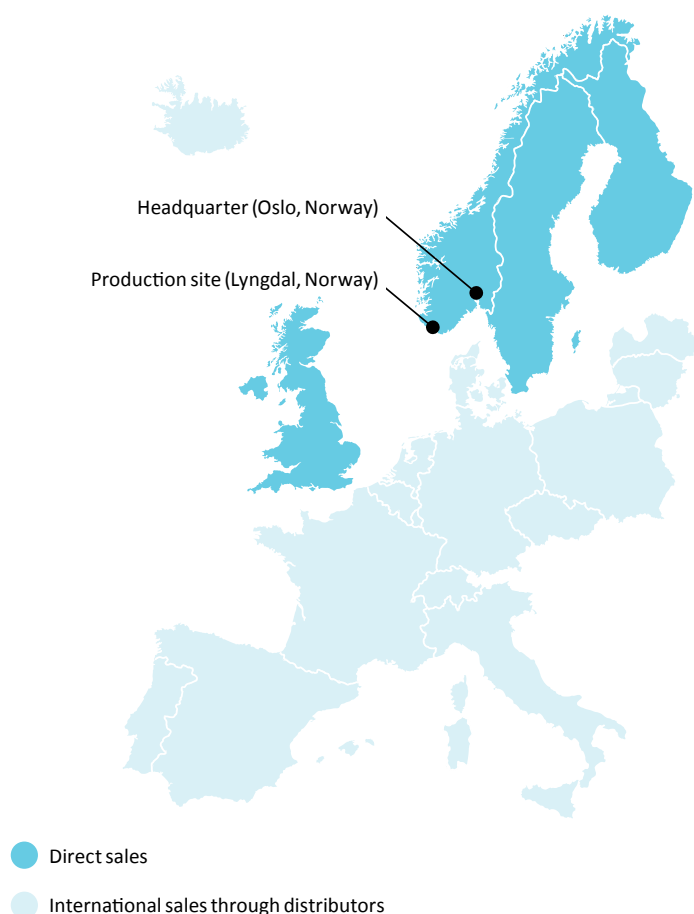 Headquarter (Oslo, Norway)
Production site (Lyngdal, Norway)
Direct sales
International sales through distributors